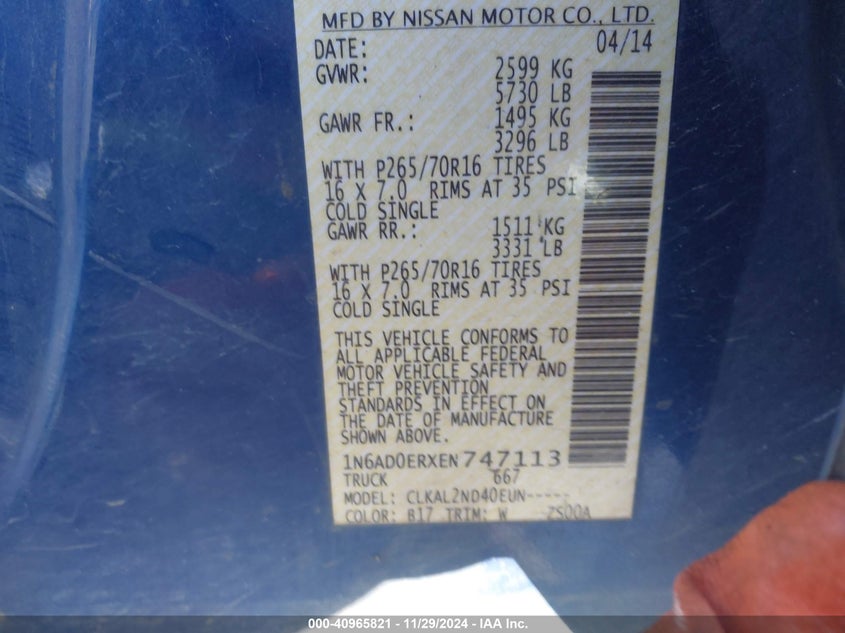 MFD BY NISSAN MOTOR CO., LTD.
DATE: 04/14
GVWR: 2599 KG
5730 LB
GAWR FR.: 1495 KG
3296 LB
WITH P265/70R16 TIRES
16 X 7.0 RIMS AT 35 PSI
COLD SINGLE
GAWR RR.: 1511 KG
3331 LB
WITH P265/70R16 TIRES
16 X 7.0 RIMS AT 35 PSI
COLD SINGLE
THIS VEHICLE CONFORMS TO
ALL APPLICABLE FEDERAL
MOTOR VEHICLE SAFETY AND
THEFT PREVENTION
STANDARDS IN EFFECT ON
THE DATE OF MANUFACTURE
SHOWN ABOVE.
1N6AD0ERXEN747113
TRUCK 667
MODEL: CLKAL2ND40EUN-----
COLOR: B17 TRIM: W ZS00A
000-40965821 - 11/29/2024 - IAA Inc.